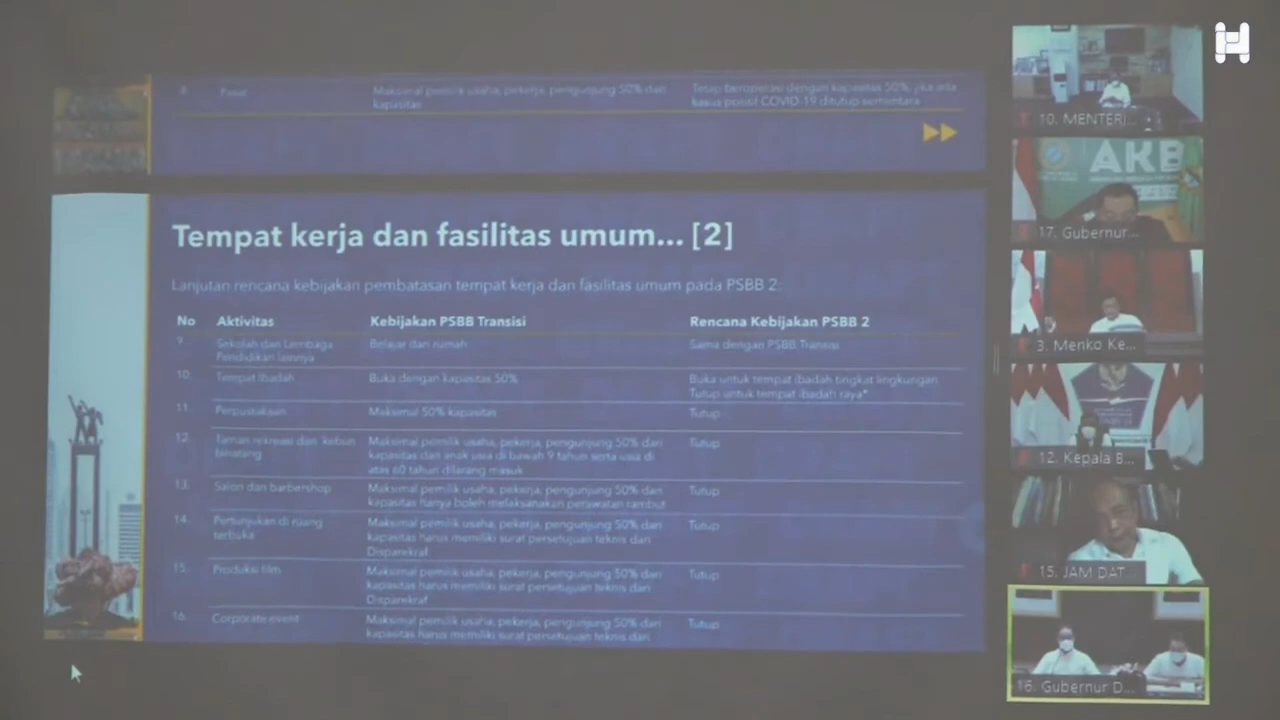 8. Pasar Maksimal pemilik usaha, pekerja, pengunjung 50% dari Tetap beroperasi dengan kapasitas 50%, jika ada
kapasitas kasus positif COVID-19 ditutup sementara
Tempat kerja dan fasilitas umum... [2]
Lanjutan rencana kebijakan pembatasan tempat kerja dan fasilitas umum pada PSBB 2:
No Aktivitas Kebijakan PSBB Transisi Rencana Kebijakan PSBB 2
9. Sekolah dan Lembaga Belajar dari rumah Sama dengan PSBB Transisi
Pendidikan lainnya
10. Tempat Ibadah Buka dengan kapasitas 50% Buka untuk tempat ibadah tingkat lingkungan
Tutup untuk tempat ibadah raya*
11. Perpustakaan Maksimal 50% kapasitas Tutup
12. Taman rekreasi dan kebun Maksimal pemilik usaha, pekerja, pengunjung 50% dari Tutup
binatang kapasitas dan anak usia di bawah 9 tahun serta usia di
atas 60 tahun dilarang masuk
13. Salon dan barbershop Maksimal pemilik usaha, pekerja, pengunjung 50% dari Tutup
kapasitas hanya boleh melaksanakan perawatan rambut
14. Pertunjukan di ruang Maksimal pemilik usaha, pekerja, pengunjung 50% dari Tutup
terbuka kapasitas harus memiliki surat persetujuan teknis dari
Disparekraf
15. Produksi film Maksimal pemilik usaha, pekerja, pengunjung 50% dari Tutup
kapasitas harus memiliki surat persetujuan teknis dari
Disparekraf
16. Corporate event Maksimal pemilik usaha, pekerja, pengunjung 50% dari Tutup
kapasitas harus memiliki surat persetujuan teknis dari
10. MENTERI...
AKB
17. Gubernur...
3. Menko Ke...
12. Kepala B...
15. JAM DAT...
16. Gubernur D...